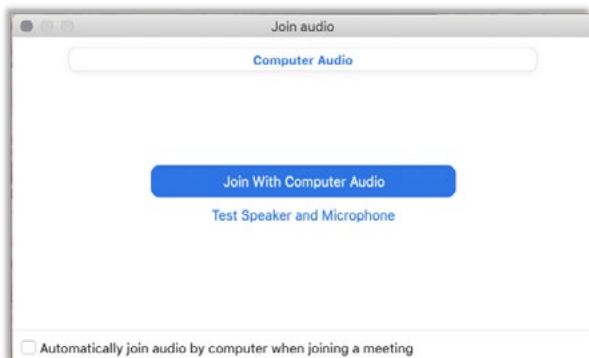 Join audio
Computer Audio
Join With Computer Audio
Test Speaker and Microphone
Automatically join audio by computer when joining a meeting